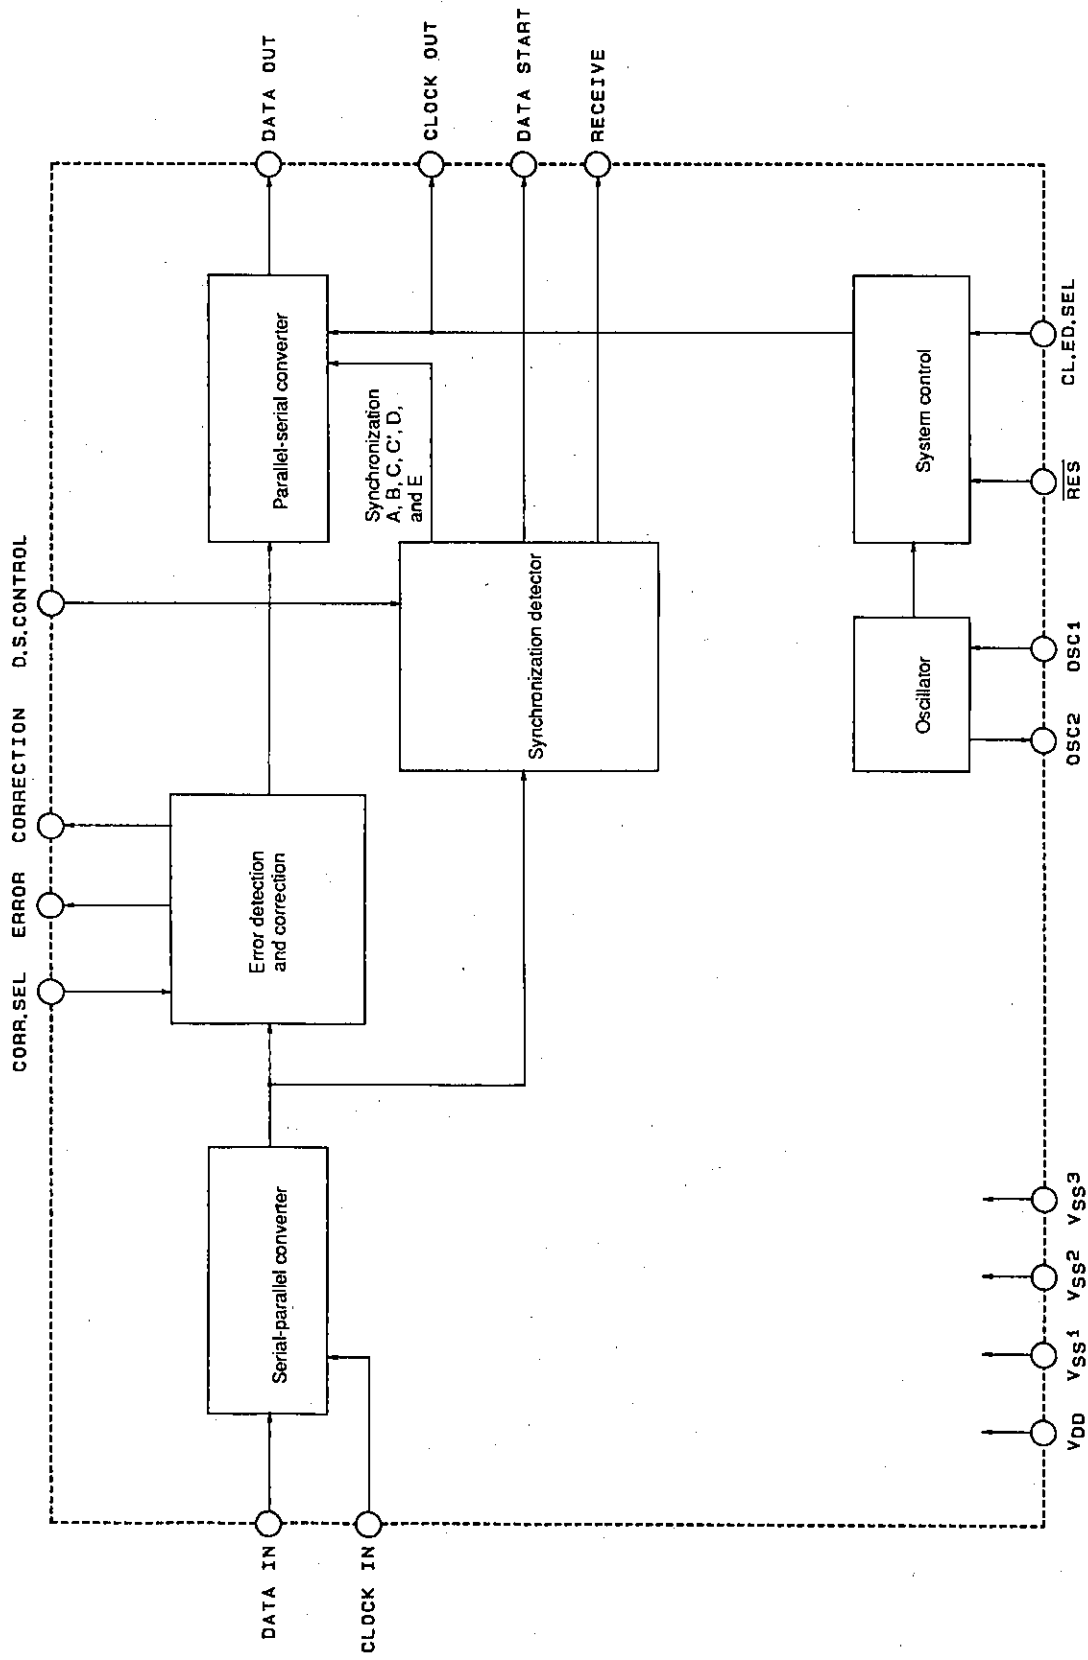 CORR.SEL
ERROR
CORRECTION
D.S.CONTROL
DATA IN
CLOCK IN
Serial-parallel converter
Error detection
and correction
Parallel-serial converter
Synchronization
A, B, C, C', D,
and E
Synchronization detector
DATA OUT
CLOCK OUT
DATA START
RECEIVE
Oscillator
System control
VDD
VSS1
VSS2
VSS3
OSC2
OSC1
RES
CL.ED.SEL